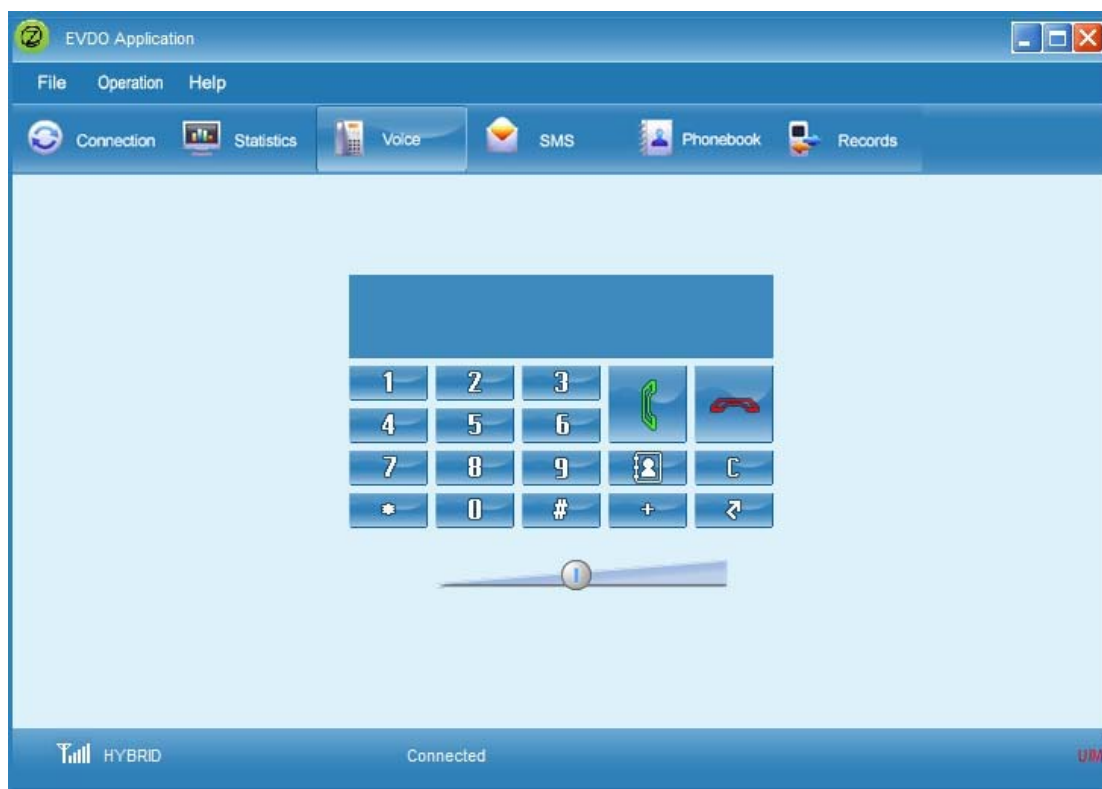 EVDO Application
File Operation Help
Connection Statistics Voice SMS Phonebook Records
1 2 3
4 5 6
7 8 9 C
* 0 # +
HYBRID Connected UIM